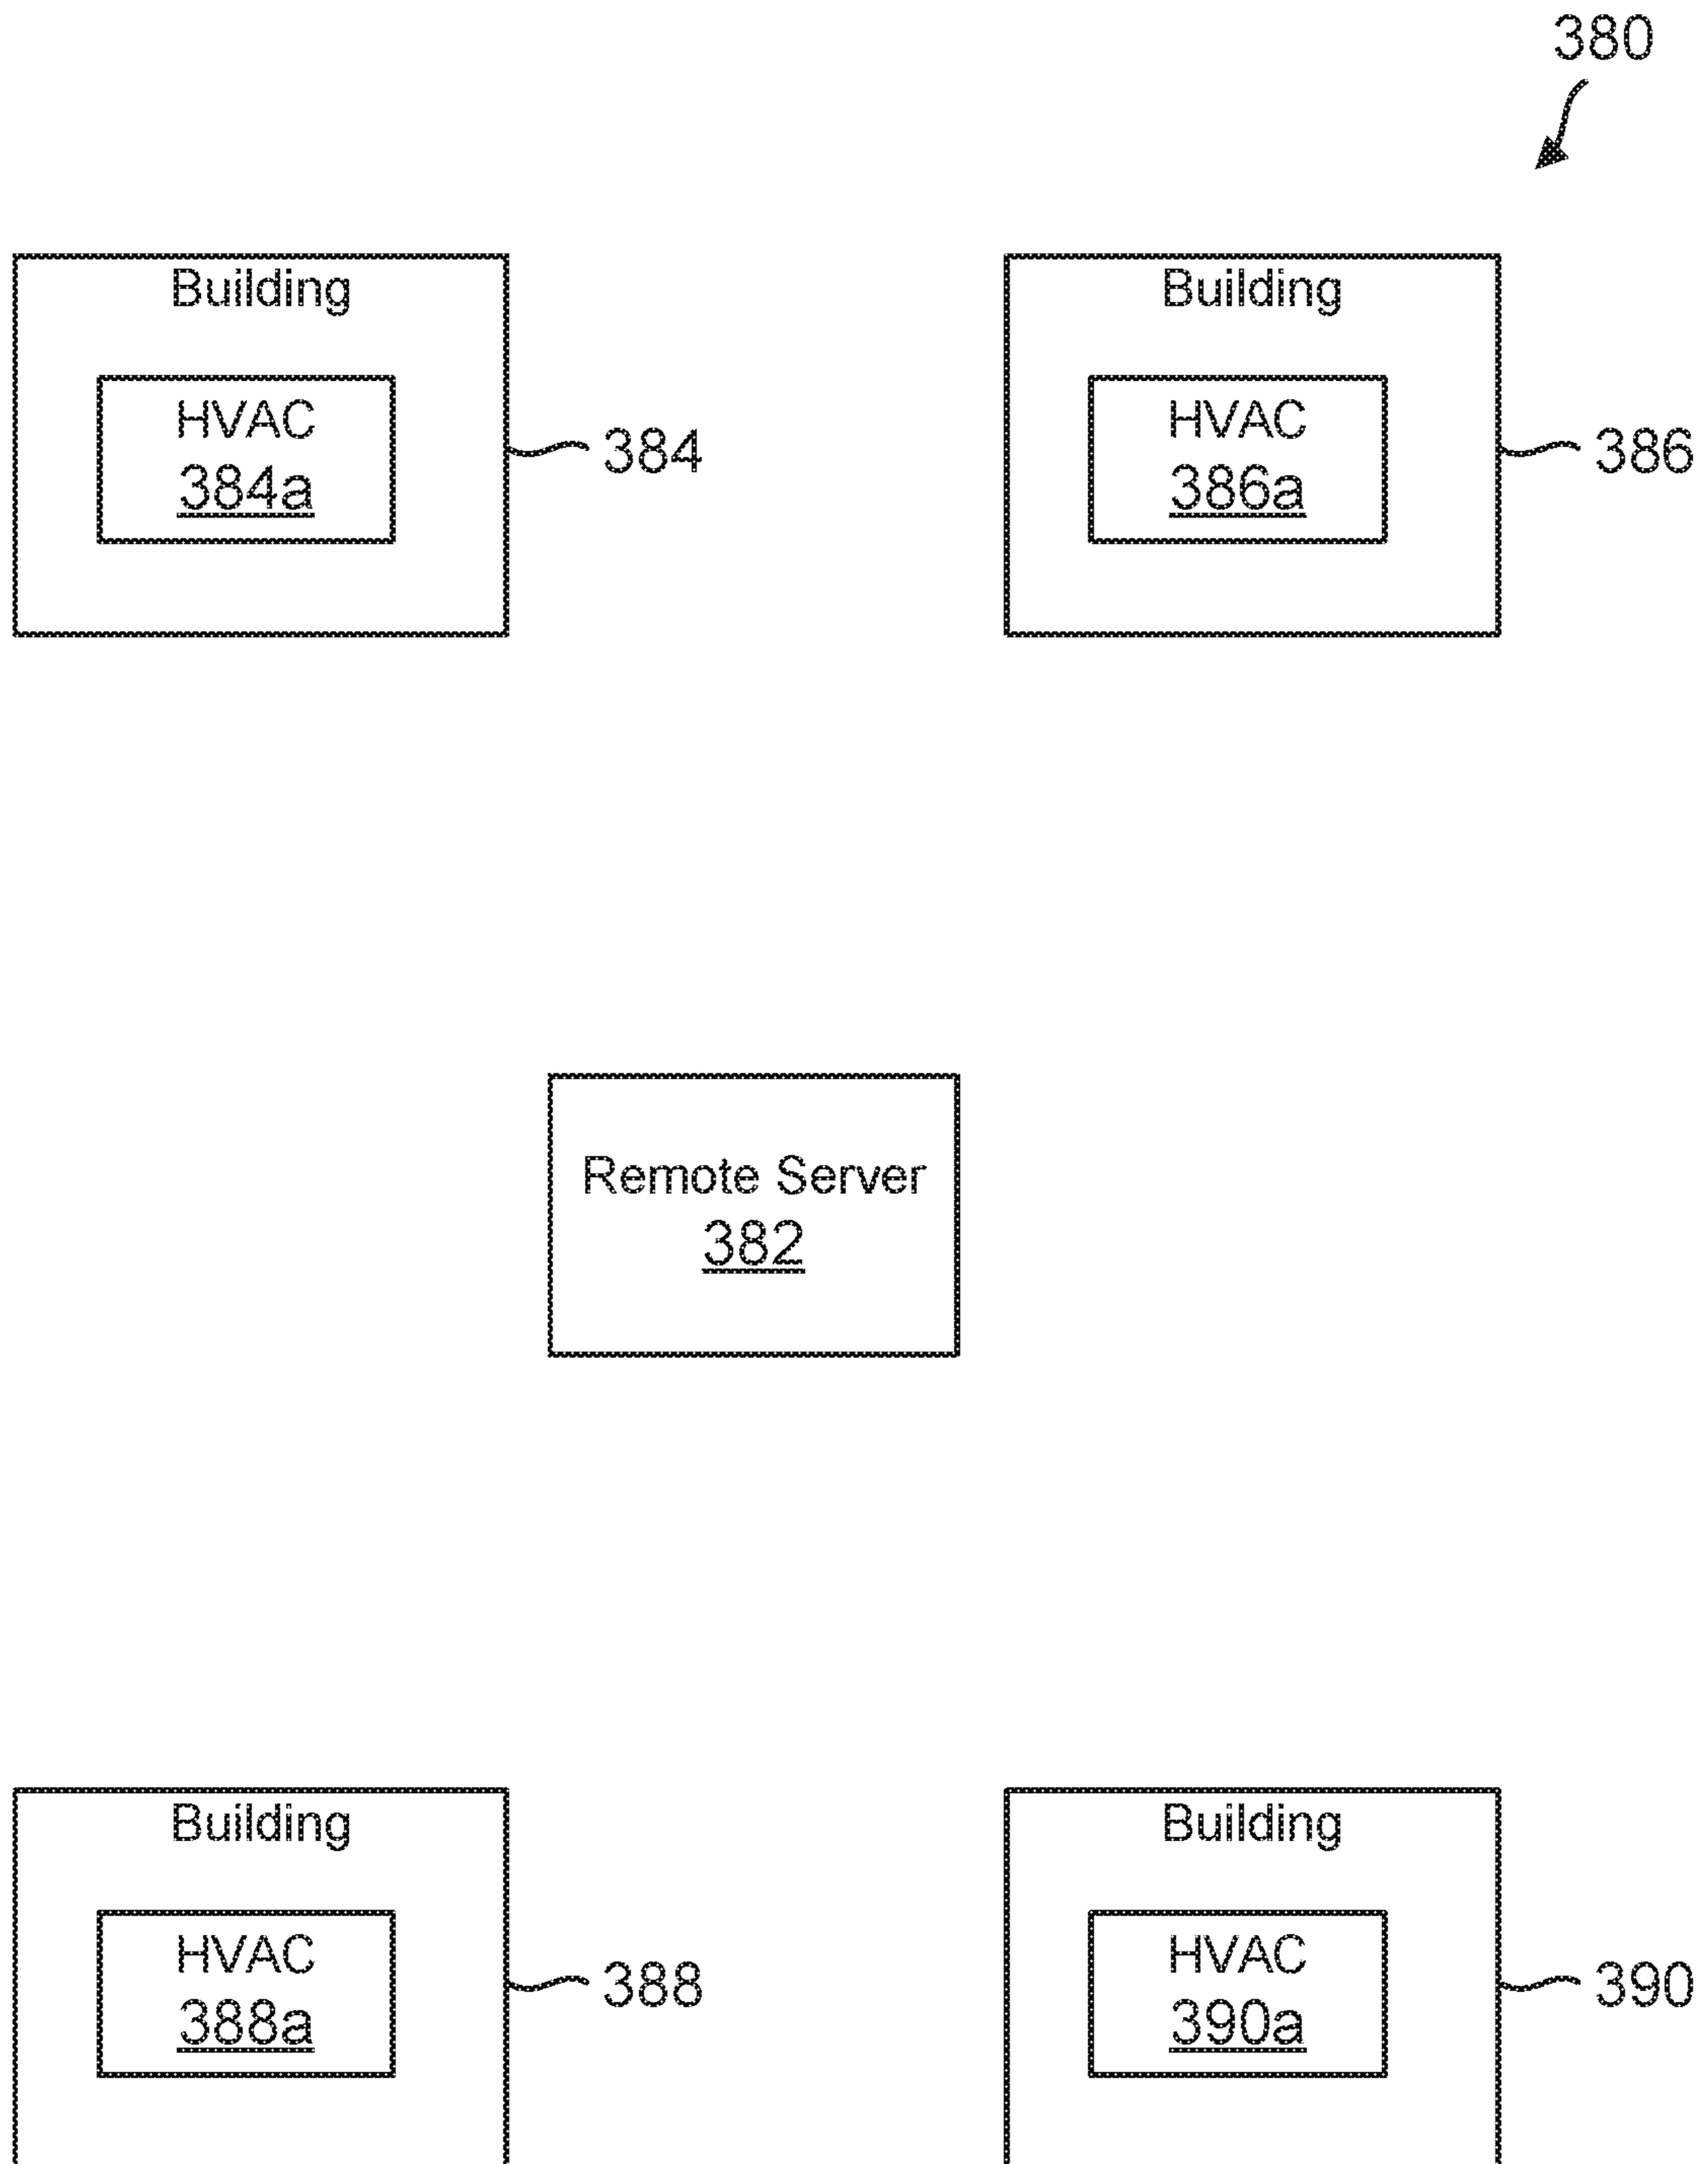 380
Building
HVAC
384a
384
Building
HVAC
386a
386
Remote Server
382
Building
HVAC
388a
388
Building
HVAC
390a
390